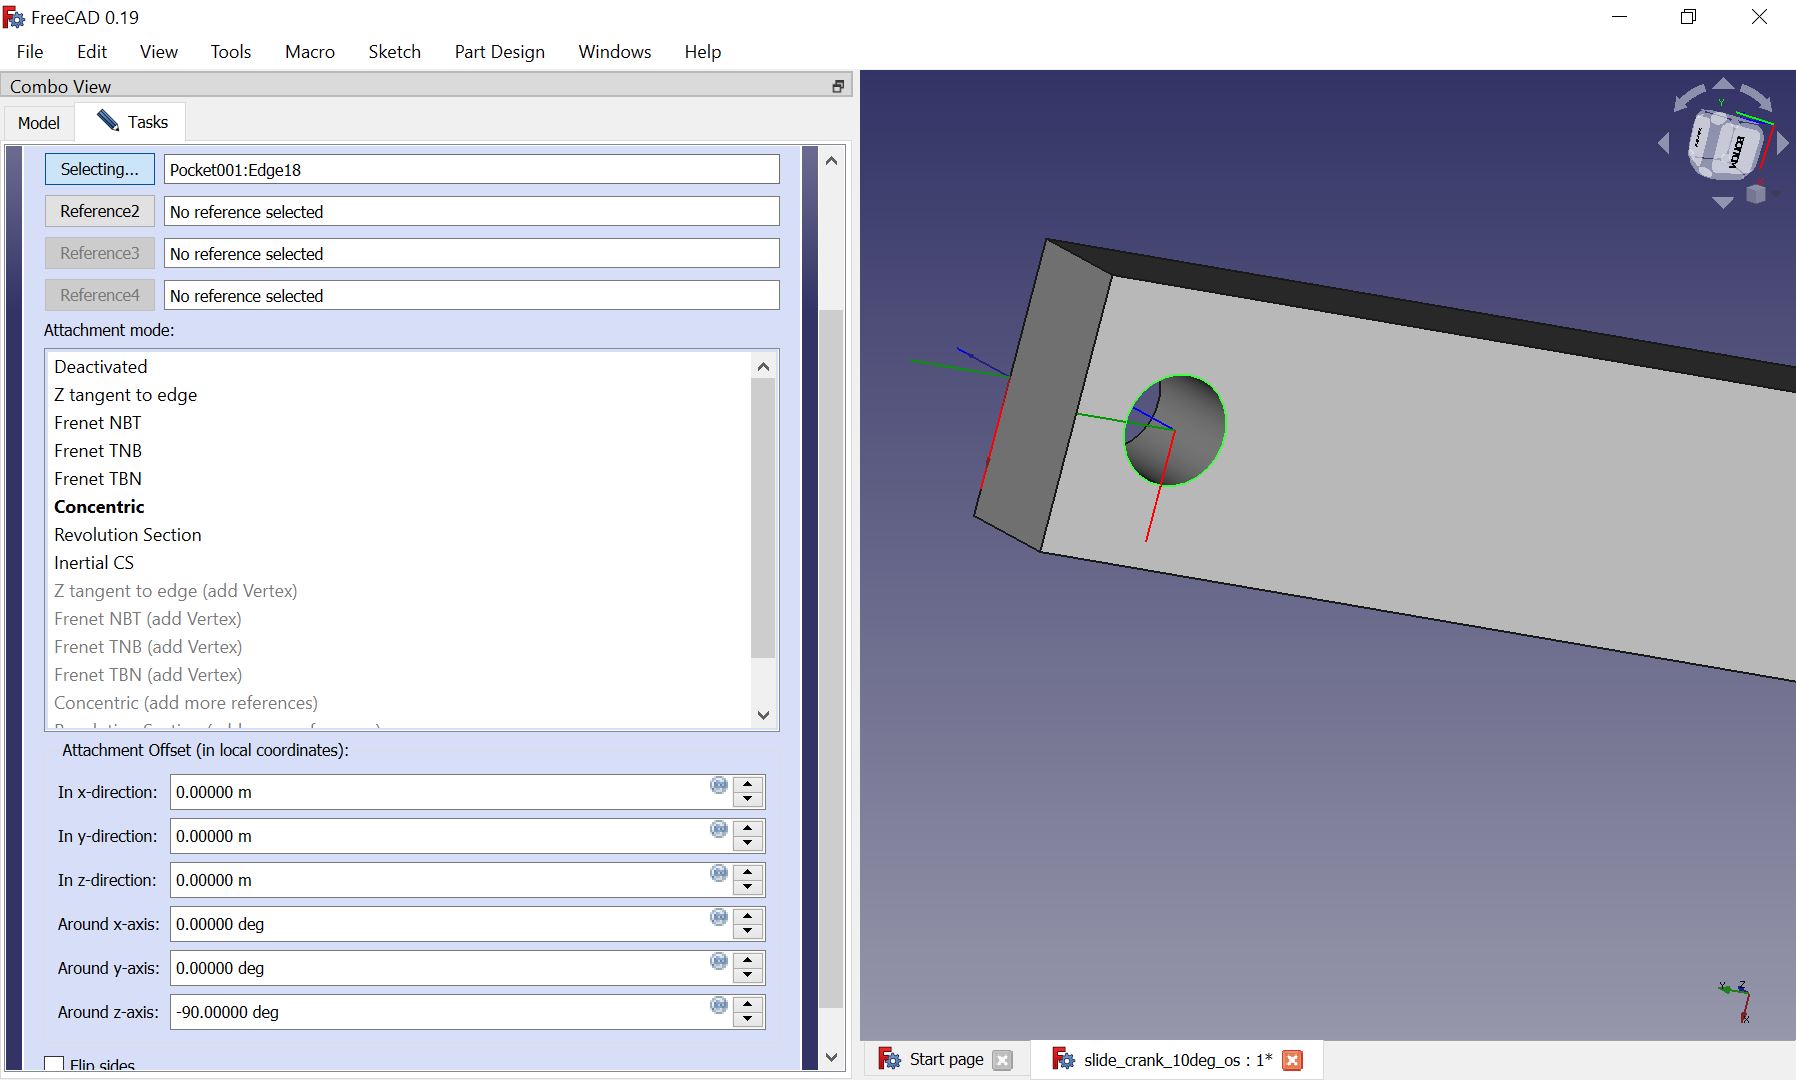 FreeCAD 0.19
File Edit View Tools Macro Sketch Part Design Windows Help
Combo View
Model Tasks
Selecting... Pocket001:Edge18
Reference2 No reference selected
Reference3 No reference selected
Reference4 No reference selected
Attachment mode:
Deactivated
Z tangent to edge
Frenet NBT
Frenet TNB
Frenet TBN
Concentric
Revolution Section
Inertial CS
Z tangent to edge (add Vertex)
Frenet NBT (add Vertex)
Frenet TNB (add Vertex)
Frenet TBN (add Vertex)
Concentric (add more references)
Attachment Offset (in local coordinates):
In x-direction: 0.00000 m
In y-direction: 0.00000 m
In z-direction: 0.00000 m
Around x-axis: 0.00000 deg
Around y-axis: 0.00000 deg
Around z-axis: -90.00000 deg
Flip sides
Y
BOTTOM
Y Z
X
Start page slide_crank_10deg_os : 1*